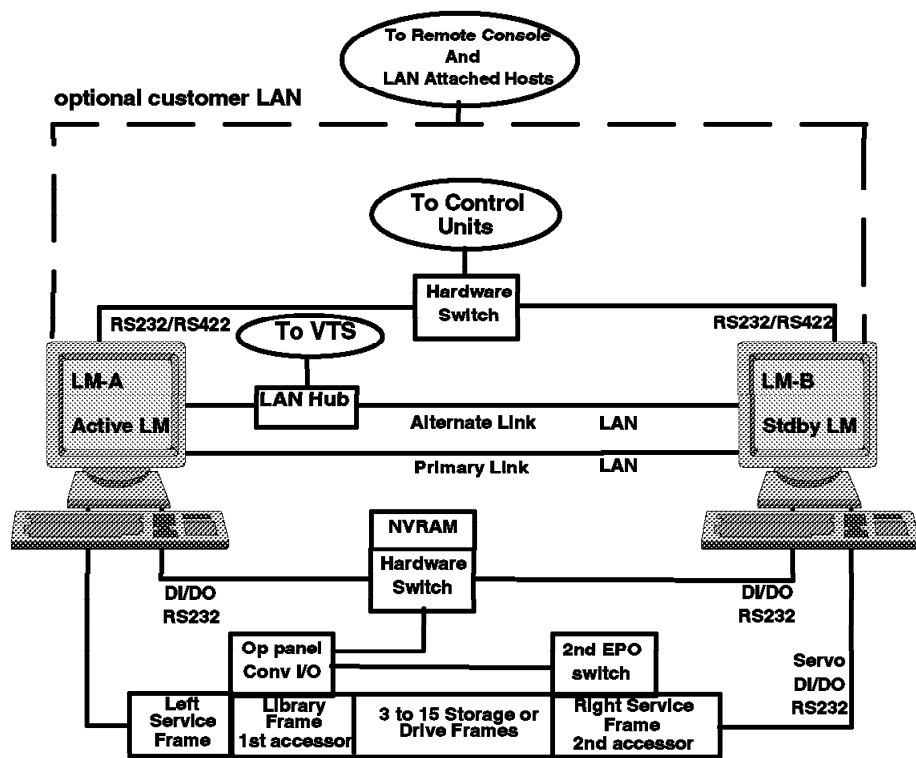 To Remote Console
And
LAN Attached Hosts
optional customer LAN
To Control
Units
Hardware
Switch
RS232/RS422
RS232/RS422
To VTS
LM-A
Active LM
LAN Hub
LM-B
Stdby LM
Alternate Link
LAN
Primary Link
LAN
NVRAM
Hardware
Switch
DI/DO
RS232
DI/DO
RS232
Op panel
Conv I/O
2nd EPO
switch
Servo
DI/DO
RS232
Left
Service
Frame
Library
Frame
1st accessor
3 to 15 Storage or
Drive Frames
Right Service
Frame
2nd accessor